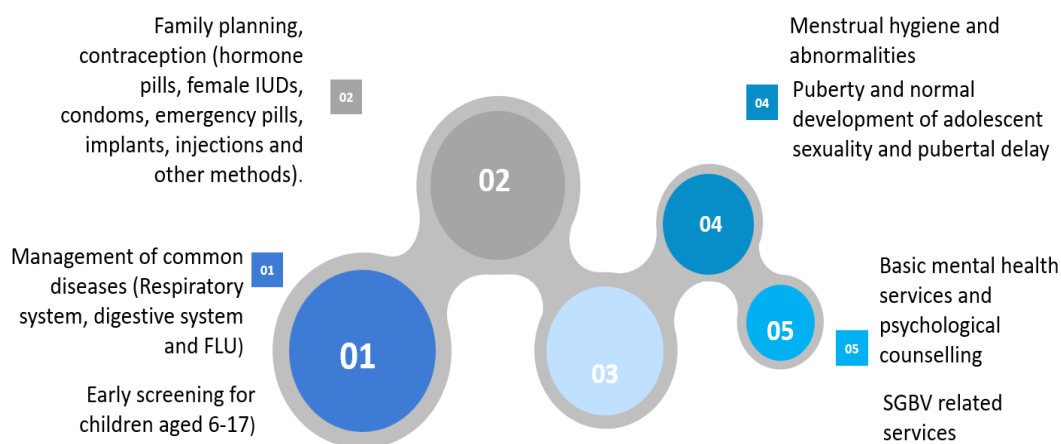 Family planning,
contraception (hormone
pills, female IUDs,
condoms, emergency pills,
implants, injections and
other methods).
02
Menstrual hygiene and
abnormalities
04
Puberty and normal
development of adolescent
sexuality and pubertal delay
02
04
Management of common
diseases (Respiratory
system, digestive system
and FLU)
01
Early screening for
children aged 6-17)
01
03
05
05
Basic mental health
services and
psychological
counselling
SGBV related
services